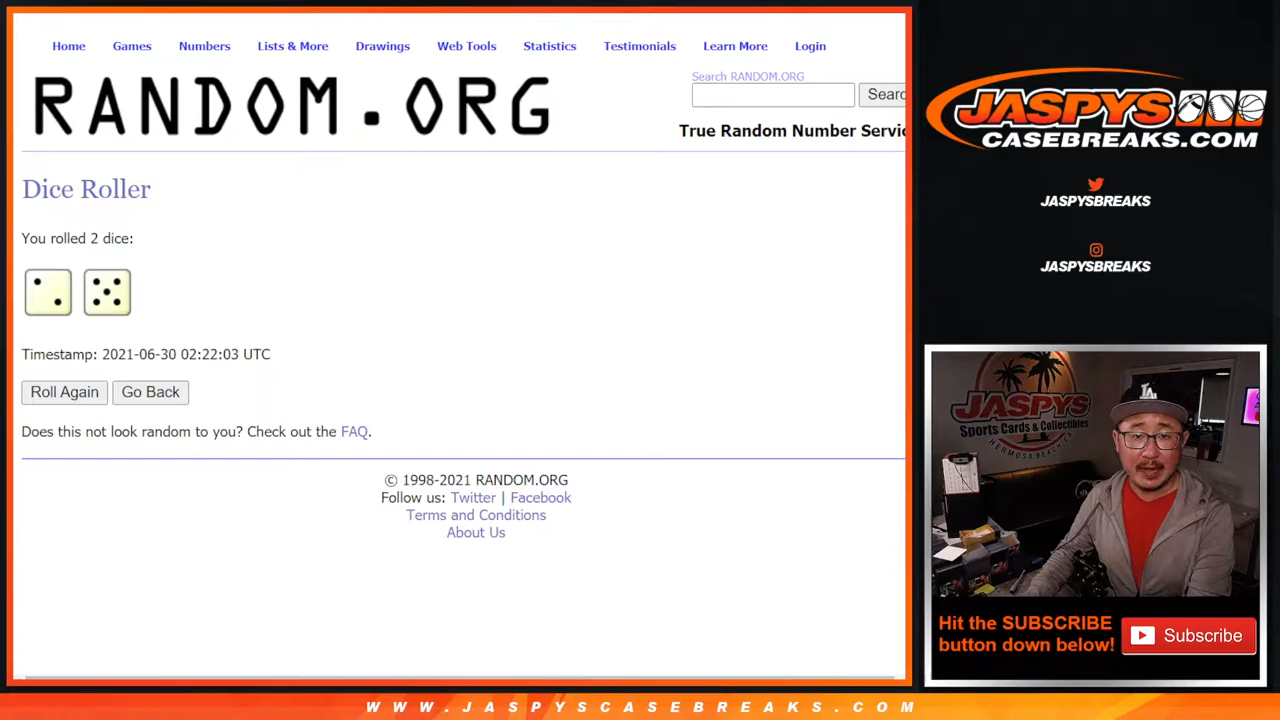 Home Games Numbers Lists & More Drawings Web Tools Statistics Testimonials Learn More Login
RANDOM.ORG
Search RANDOM.ORG
Searc
True Random Number Servic
Dice Roller
You rolled 2 dice:
Timestamp: 2021-06-30 02:22:03 UTC
Roll Again Go Back
Does this not look random to you? Check out the FAQ.
© 1998-2021 RANDOM.ORG
Follow us: Twitter | Facebook
Terms and Conditions
About Us
JASPYS
CASEBREAKS.COM
JASPYSBREAKS
JASPYSBREAKS
JASPYS
Sports Cards & Collectibles
HERMOSA BEACH CA
LA
Hit the SUBSCRIBE
button down below!
Subscribe
WWW.JASPYSCASEBREAKS.COM